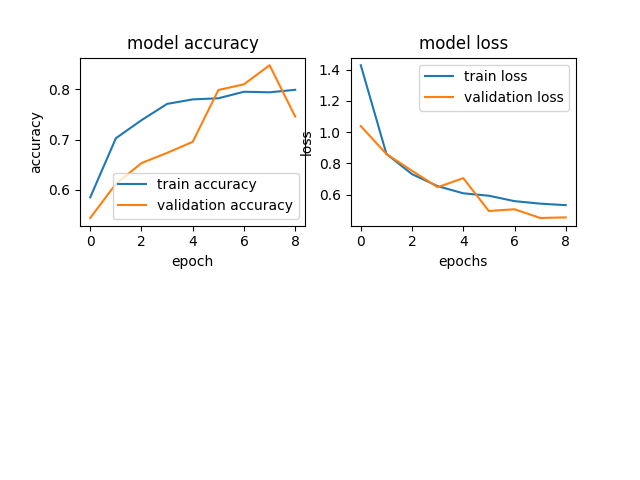 model accuracy
accuracy
0.8
0.7
0.6
train accuracy
validation accuracy
0 2 4 6 8
epoch
model loss
loss
1.4
1.2
1.0
0.8
0.6
train loss
validation loss
0 2 4 6 8
epochs